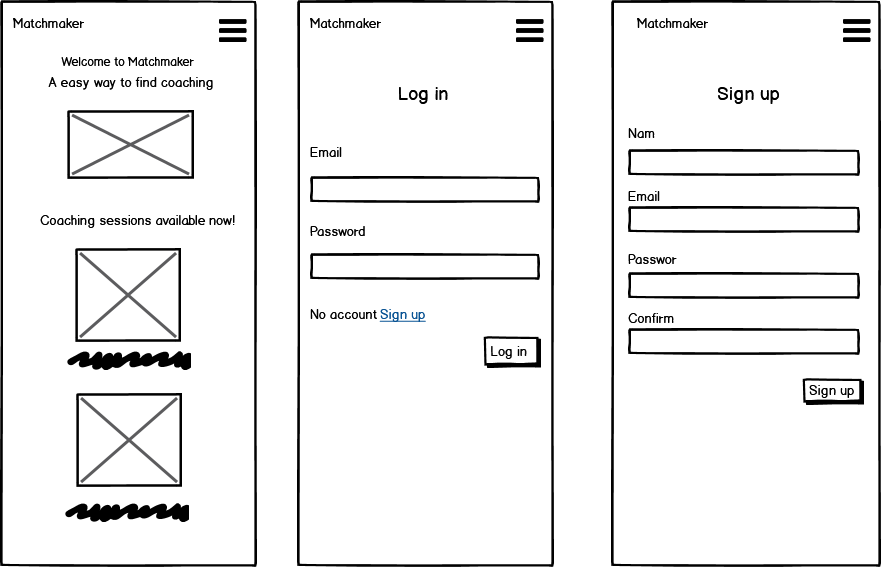 Matchmaker
Welcome to Matchmaker
A easy way to find coaching
Coaching sessions available now!
Matchmaker
Log in
Email
Password
No account Sign up
Log in
Matchmaker
Sign up
Nam
Email
Passwor
Confirm
Sign up